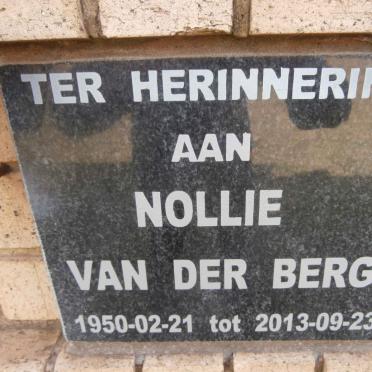 TER HERINNERIN
AAN
NOLLIE
VAN DER BERG
1950-02-21 tot 2013-09-23